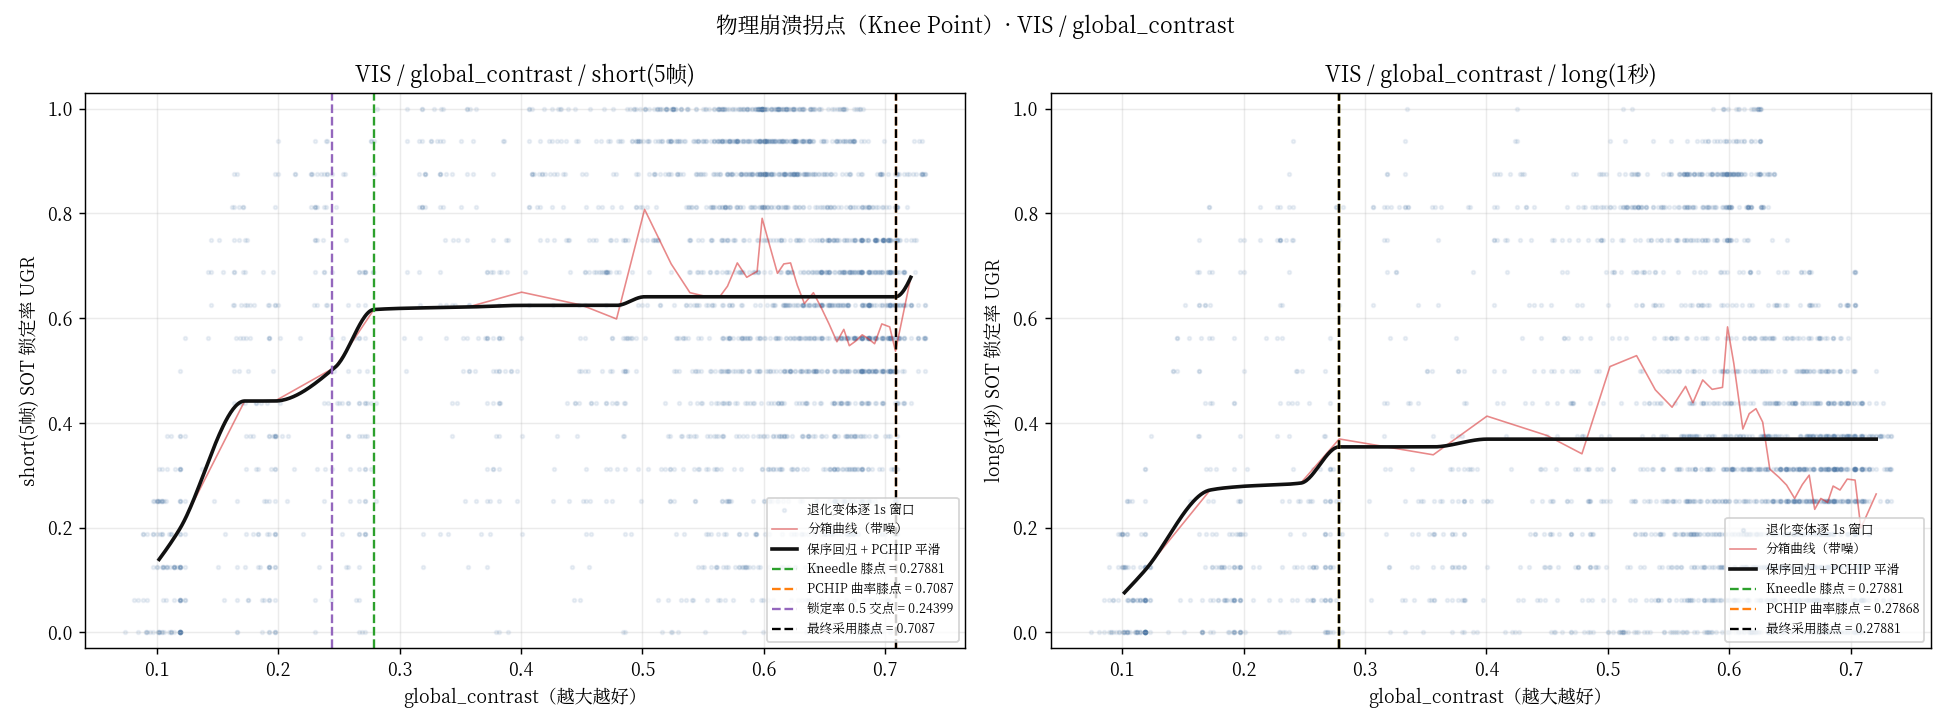 物理崩溃拐点（Knee Point）· VIS / global_contrast
VIS / global_contrast / short(5帧)
short(5帧) SOT 锁定率 UGR
1.0
0.8
0.6
0.4
0.2
0.0
退化变体逐 1s 窗口
分箱曲线（带噪）
保序回归 + PCHIP 平滑
Kneedle 膝点 = 0.27881
PCHIP 曲率膝点 = 0.7087
锁定率 0.5 交点 = 0.24399
最终采用膝点 = 0.7087
0.1 0.2 0.3 0.4 0.5 0.6 0.7
global_contrast（越大越好）
VIS / global_contrast / long(1秒)
long(1秒) SOT 锁定率 UGR
1.0
0.8
0.6
0.4
0.2
0.0
退化变体逐 1s 窗口
分箱曲线（带噪）
保序回归 + PCHIP 平滑
Kneedle 膝点 = 0.27881
PCHIP 曲率膝点 = 0.27868
最终采用膝点 = 0.27881
0.1 0.2 0.3 0.4 0.5 0.6 0.7
global_contrast（越大越好）